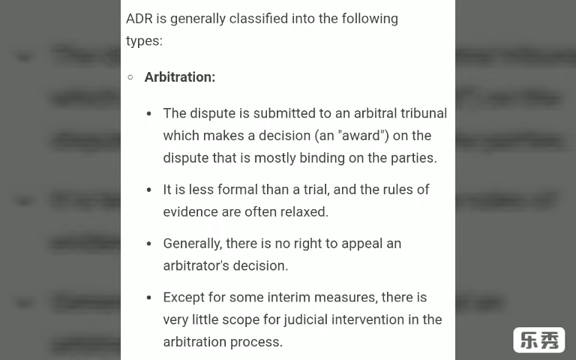 ADR is generally classified into the following
types:
Arbitration:
The dispute is submitted to an arbitral tribunal
which makes a decision (an "award") on the
dispute that is mostly binding on the parties.
It is less formal than a trial, and the rules of
evidence are often relaxed.
Generally, there is no right to appeal an
arbitrator's decision.
Except for some interim measures, there is
very little scope for judicial intervention in the
arbitration process.
乐秀